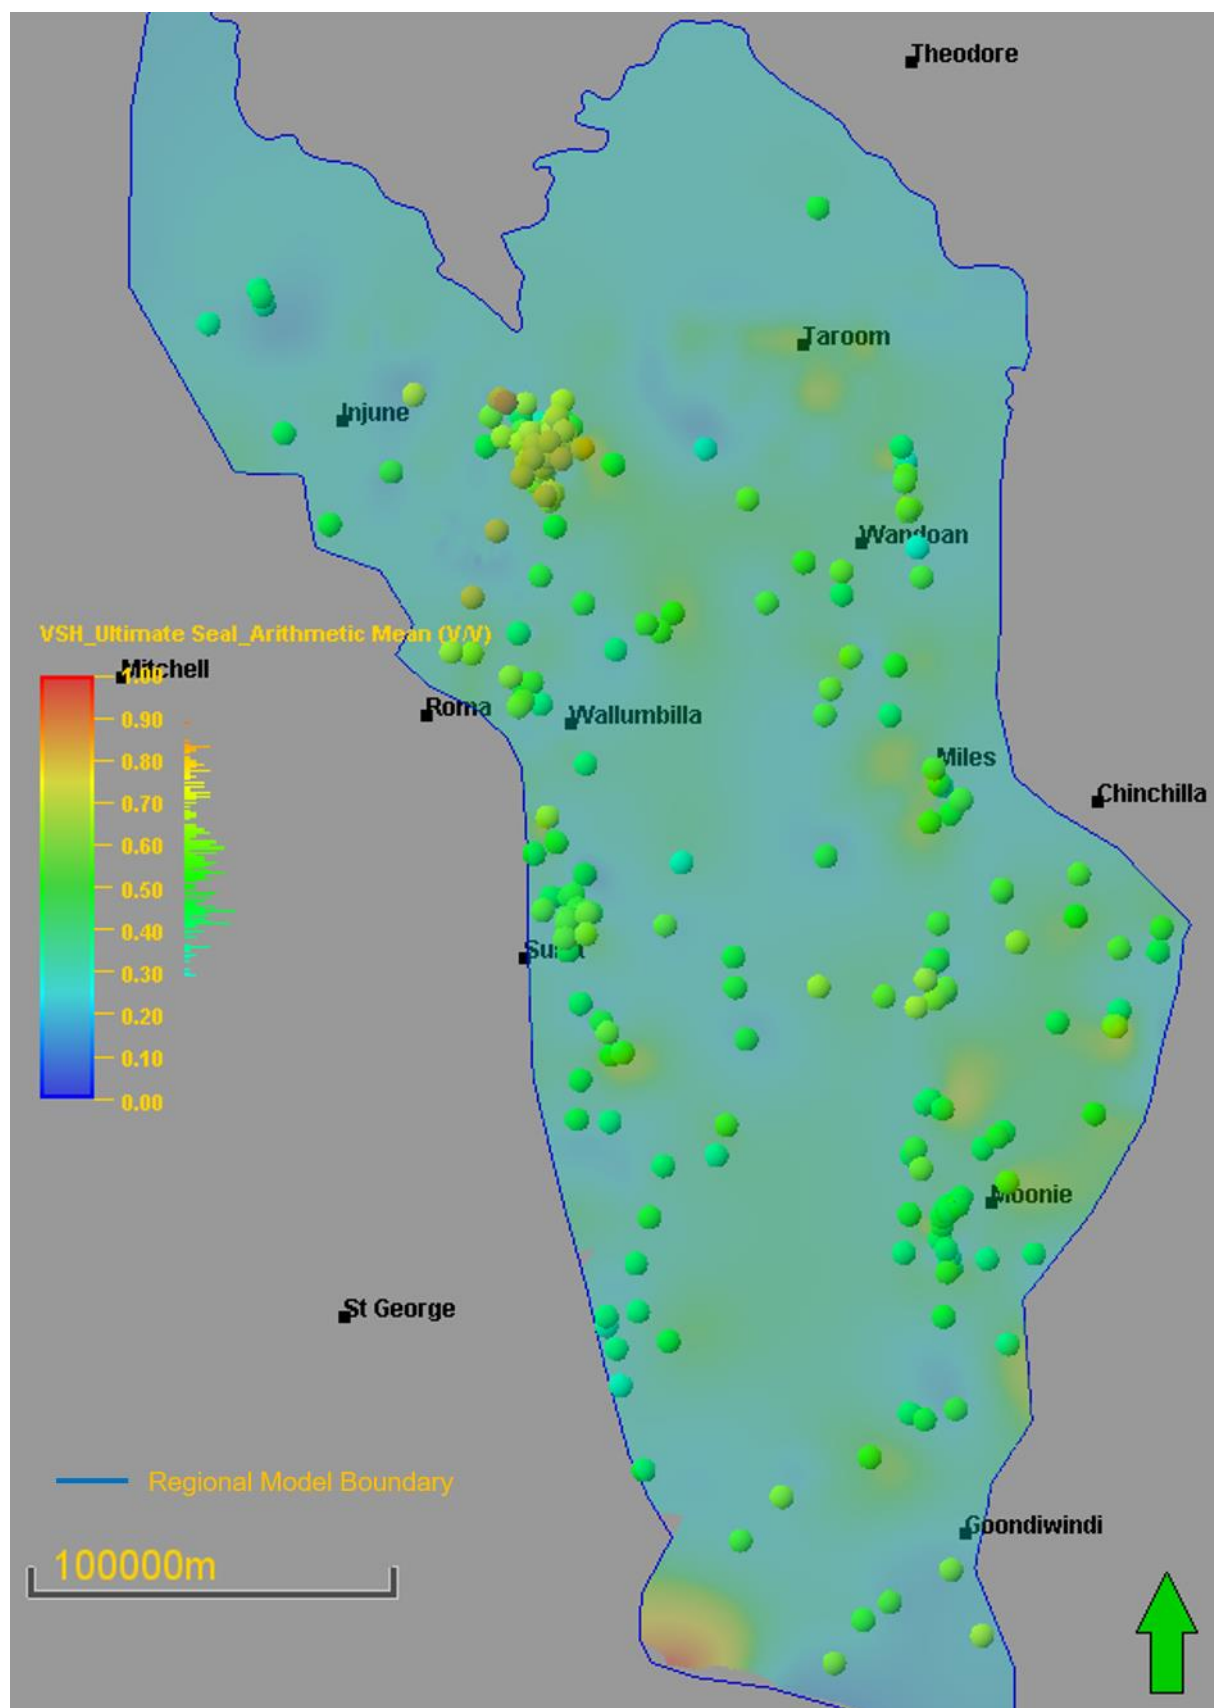 Theodore
Taroom
Injune
Wandoan
VSH_Ultimate Seal_Arithmetic Mean (V/V)
Mitchell
1.00
0.90
0.80
0.70
0.60
0.50
0.40
0.30
0.20
0.10
0.00
Roma
Wallumbilla
Miles
Chinchilla
Moonie
St George
Regional Model Boundary
Goondiwindi
100000m